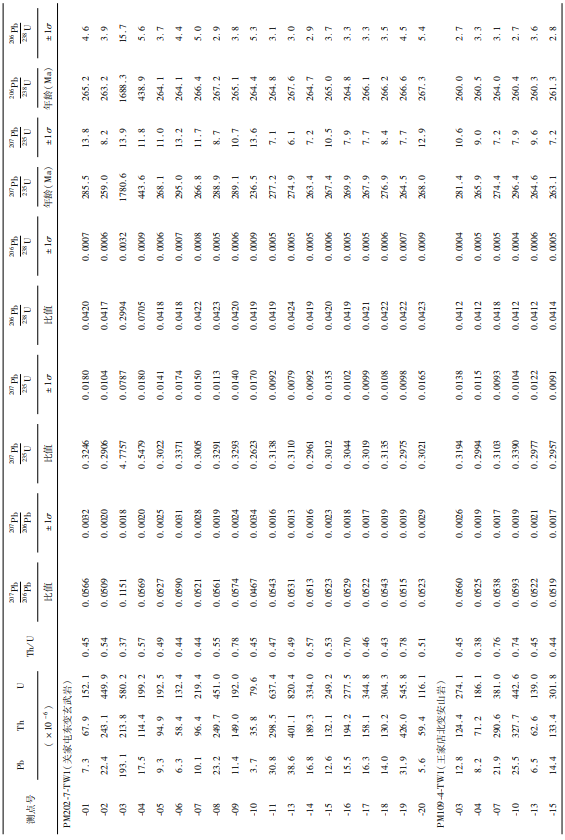 测点号 Pb Th U Th/U 207Pb/206Pb 207Pb/206Pb 207Pb/235U 207Pb/235U 206Pb/238U 206Pb/238U 207Pb/235U 207Pb/235U 206Pb/238U 206Pb/238U
(×10⁻⁶) 比值 ±1σ 比值 ±1σ 比值 ±1σ 年龄(Ma) ±1σ 年龄(Ma) ±1σ
PM202-7-TW1(关家屯东变玄武岩)
-01 7.3 67.9 152.1 0.45 0.0566 0.0032 0.3246 0.0180 0.0420 0.0007 285.5 13.8 265.2 4.6
-02 22.4 243.1 449.9 0.54 0.0509 0.0020 0.2906 0.0104 0.0417 0.0006 259.0 8.2 263.2 3.9
-03 193.1 213.8 580.2 0.37 0.1151 0.0018 4.7757 0.0787 0.2994 0.0032 1780.6 13.9 1688.3 15.7
-04 17.5 114.4 199.2 0.57 0.0569 0.0020 0.5479 0.0180 0.0705 0.0009 443.6 11.8 438.9 5.6
-05 9.3 94.9 192.5 0.49 0.0527 0.0025 0.3022 0.0141 0.0418 0.0006 268.1 11.0 264.1 3.7
-06 6.3 58.4 132.4 0.44 0.0590 0.0031 0.3371 0.0174 0.0418 0.0007 295.0 13.2 264.1 4.4
-07 10.1 96.4 219.4 0.44 0.0521 0.0028 0.3005 0.0150 0.0422 0.0008 266.8 11.7 266.4 5.0
-08 23.2 249.7 451.0 0.55 0.0561 0.0019 0.3291 0.0113 0.0423 0.0005 288.9 8.7 267.2 2.9
-09 11.4 149.0 192.0 0.78 0.0574 0.0024 0.3293 0.0140 0.0420 0.0006 289.1 10.7 265.1 3.8
-10 3.7 35.8 79.6 0.45 0.0467 0.0034 0.2623 0.0170 0.0419 0.0009 236.5 13.6 264.4 5.3
-11 30.8 298.5 637.4 0.47 0.0543 0.0016 0.3138 0.0092 0.0419 0.0005 277.2 7.1 264.8 3.1
-13 38.6 401.1 820.4 0.49 0.0531 0.0013 0.3110 0.0079 0.0424 0.0005 274.9 6.1 267.6 3.0
-14 16.8 189.3 334.0 0.57 0.0513 0.0016 0.2961 0.0092 0.0419 0.0005 263.4 7.2 264.7 2.9
-15 12.6 132.1 249.2 0.53 0.0523 0.0023 0.3012 0.0135 0.0420 0.0006 267.4 10.5 265.0 3.7
-16 15.5 194.2 277.5 0.70 0.0529 0.0018 0.3044 0.0102 0.0419 0.0005 269.9 7.9 264.8 3.3
-17 16.3 158.1 344.8 0.46 0.0522 0.0017 0.3019 0.0099 0.0421 0.0005 267.9 7.7 266.1 3.3
-18 14.0 130.2 304.3 0.43 0.0543 0.0019 0.3135 0.0108 0.0422 0.0006 276.9 8.4 266.2 3.5
-19 31.9 426.0 545.8 0.78 0.0515 0.0019 0.2975 0.0098 0.0422 0.0007 264.5 7.7 266.6 4.5
-20 5.6 59.4 116.1 0.51 0.0523 0.0029 0.3021 0.0165 0.0423 0.0009 268.0 12.9 267.3 5.4
PM109-4-TW1(王家店北变安山岩)
-03 12.8 124.4 274.1 0.45 0.0560 0.0026 0.3194 0.0138 0.0412 0.0004 281.4 10.6 260.0 2.7
-04 8.2 71.2 186.1 0.38 0.0525 0.0019 0.2994 0.0115 0.0412 0.0005 265.9 9.0 260.5 3.3
-07 21.9 290.6 381.0 0.76 0.0538 0.0017 0.3103 0.0093 0.0418 0.0005 274.4 7.2 264.0 3.1
-10 25.5 327.7 442.6 0.74 0.0593 0.0019 0.3390 0.0104 0.0412 0.0004 296.4 7.9 260.4 2.7
-13 6.5 62.6 139.0 0.45 0.0522 0.0021 0.2977 0.0122 0.0412 0.0006 264.6 9.6 260.3 3.6
-15 14.4 133.4 301.8 0.44 0.0519 0.0017 0.2957 0.0091 0.0414 0.0005 263.1 7.2 261.3 2.8